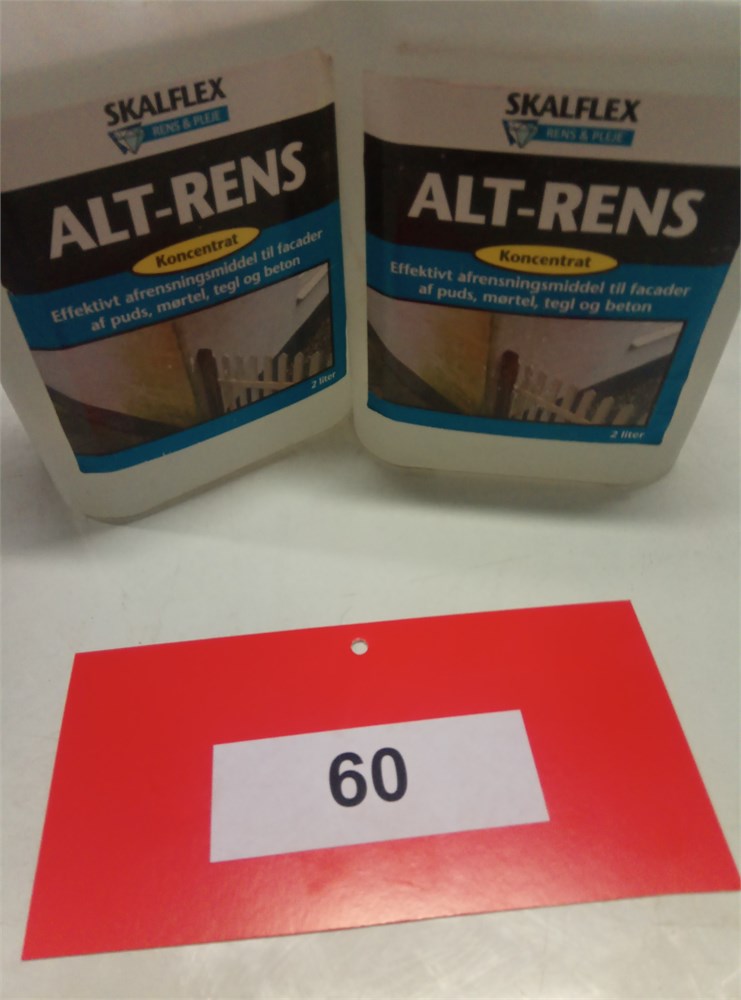 SKALFLEX
RENS & PLEJE
ALT-RENS
Koncentrat
Effektivt afrensningsmiddel til facader
af puds, mørtel, tegl og beton
2 liter
SKALFLEX
RENS & PLEJE
ALT-RENS
Koncentrat
Effektivt afrensningsmiddel til facader
af puds, mørtel, tegl og beton
2 liter
60